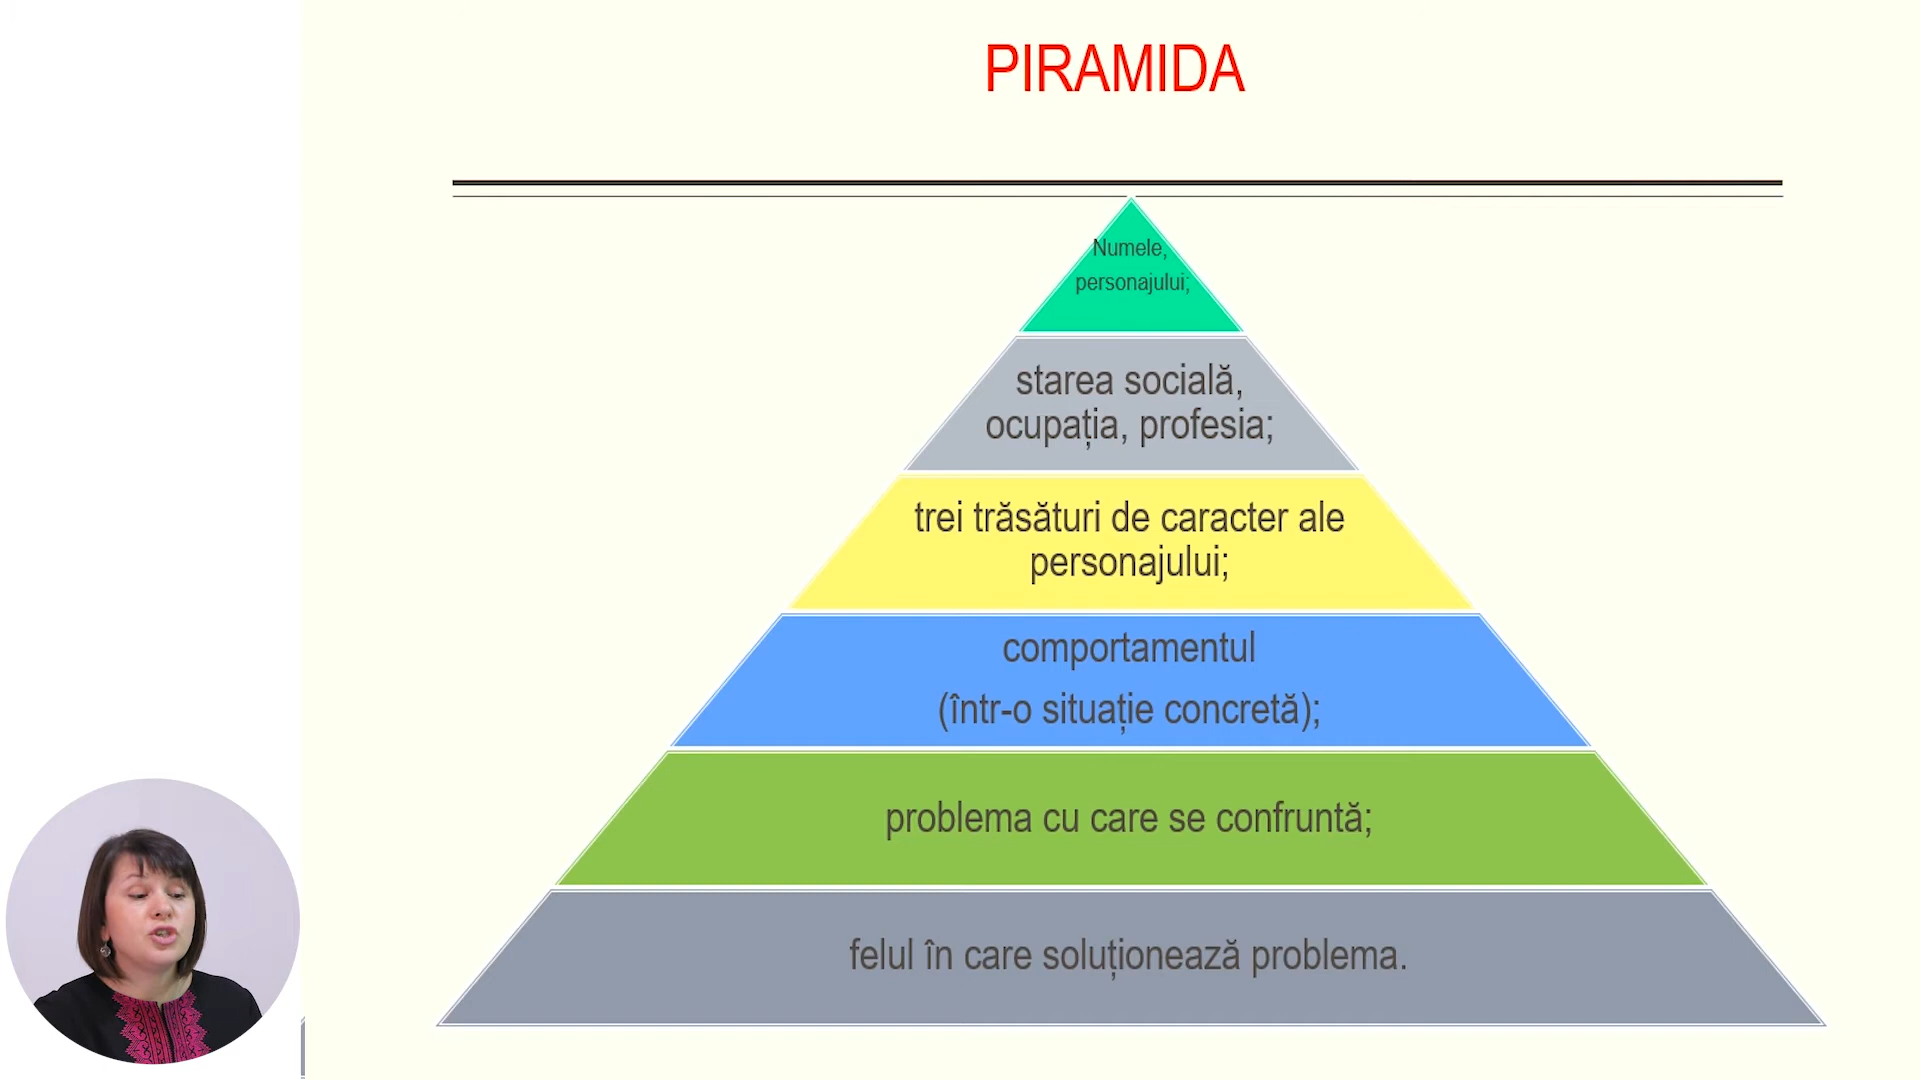 PIRAMIDA
Numele,
personajului;
starea socială,
ocupația, profesia;
trei trăsături de caracter ale
personajului;
comportamentul
(într-o situație concretă);
problema cu care se confruntă;
felul în care soluționează problema.